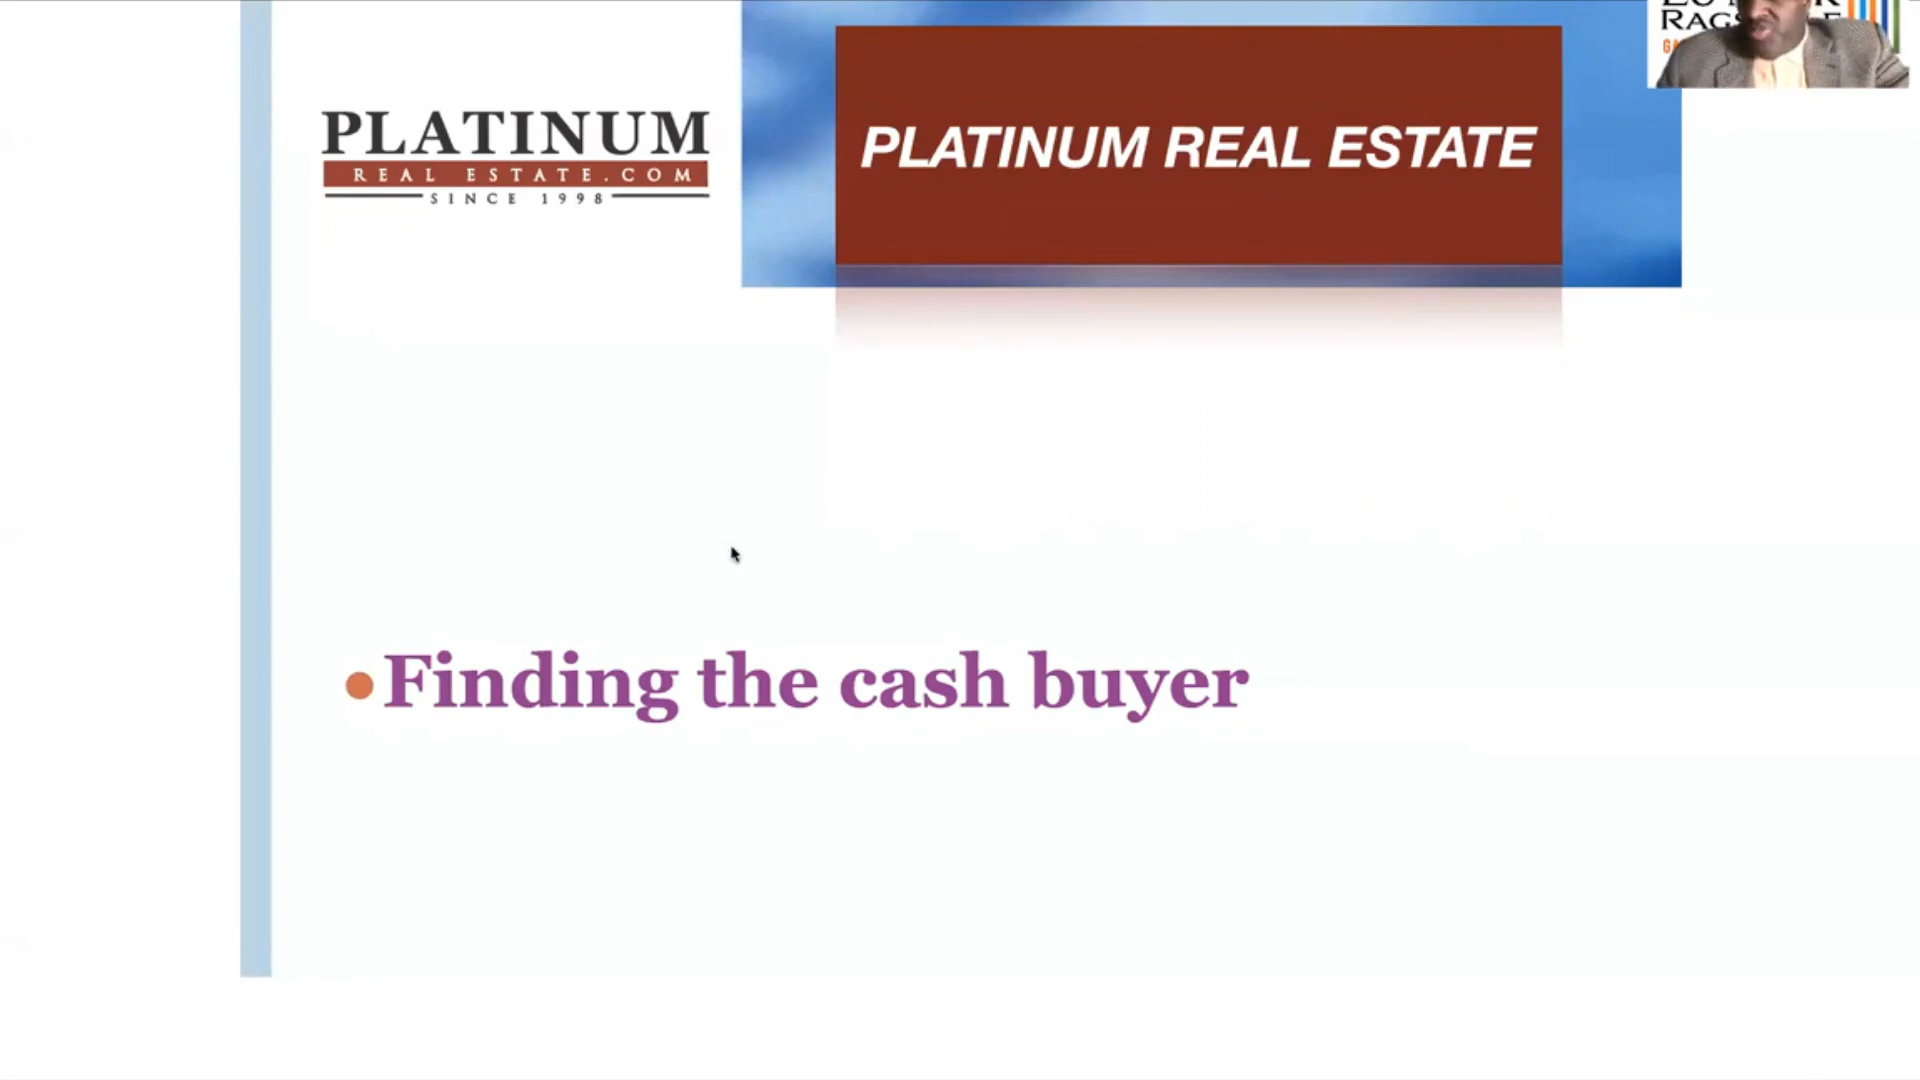 PLATINUM
REAL ESTATE.COM
SINCE 1998
PLATINUM REAL ESTATE
•Finding the cash buyer